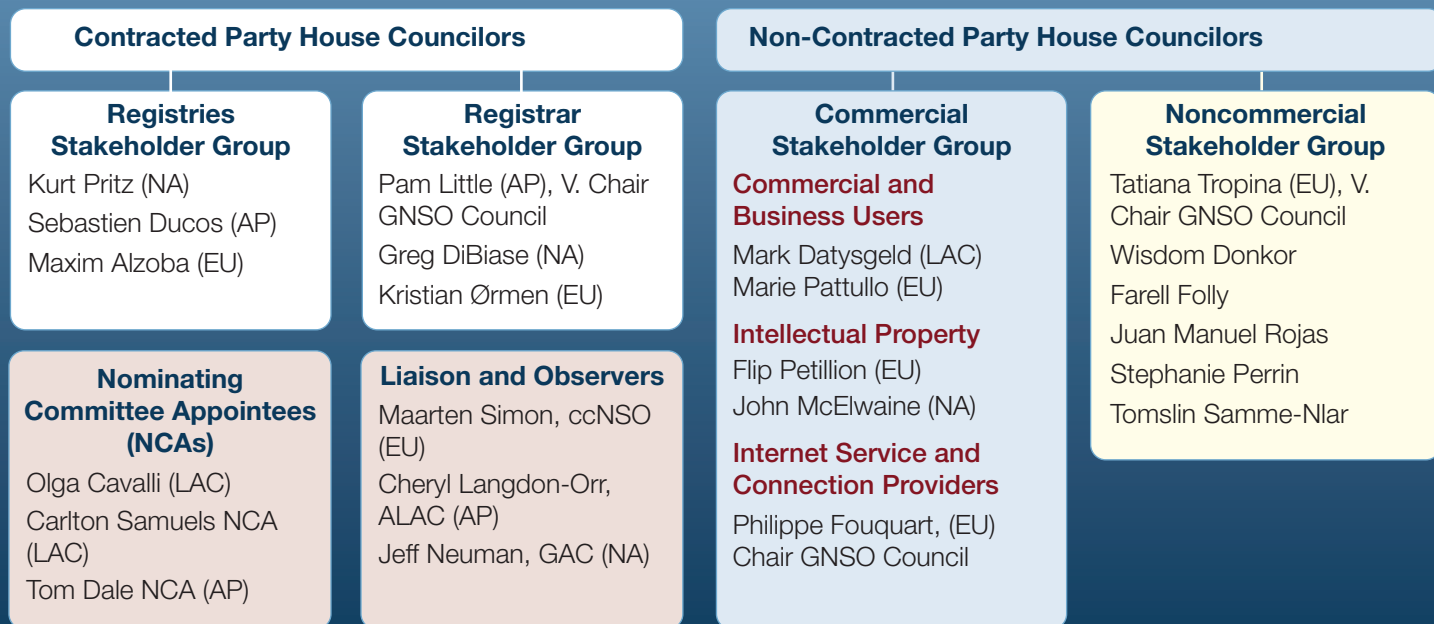 Contracted Party House Councilors
Registries
Stakeholder Group
Kurt Pritz (NA)
Sebastien Ducos (AP)
Maxim Alzoba (EU)
Registrar
Stakeholder Group
Pam Little (AP), V. Chair
GNSO Council
Greg DiBiase (NA)
Kristian Ørmen (EU)
Nominating
Committee Appointees
(NCAs)
Olga Cavalli (LAC)
Carlton Samuels NCA
(LAC)
Tom Dale NCA (AP)
Liaison and Observers
Maarten Simon, ccNSO
(EU)
Cheryl Langdon-Orr,
ALAC (AP)
Jeff Neuman, GAC (NA)
Non-Contracted Party House Councilors
Commercial
Stakeholder Group
Commercial and
Business Users
Mark Datysgeld (LAC)
Marie Pattullo (EU)
Intellectual Property
Flip Petillion (EU)
John McElwaine (NA)
Internet Service and
Connection Providers
Philippe Fouquart, (EU)
Chair GNSO Council
Noncommercial
Stakeholder Group
Tatiana Tropina (EU), V.
Chair GNSO Council
Wisdom Donkor
Farell Folly
Juan Manuel Rojas
Stephanie Perrin
Tomslin Samme-Nlar